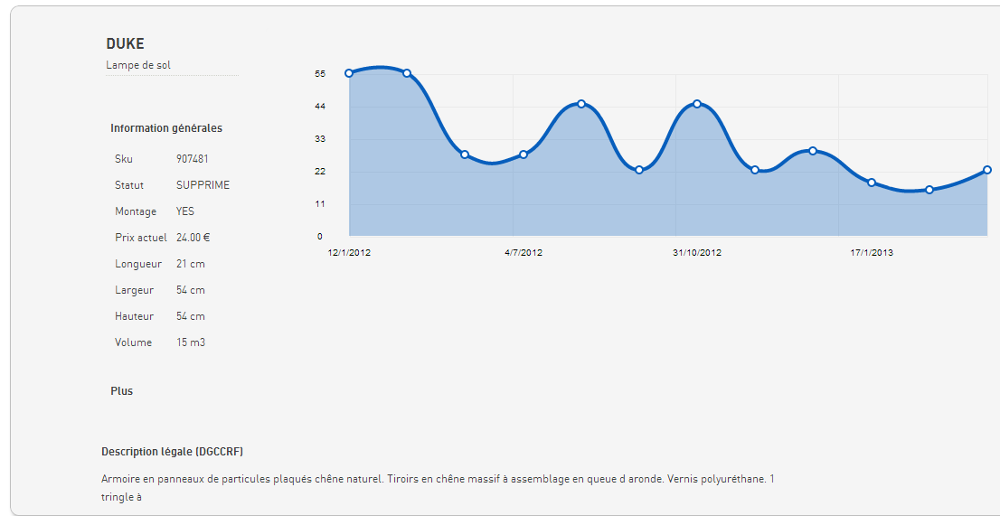 DUKE
Lampe de sol
Information générales
Sku 907481
Statut SUPPRIME
Montage YES
Prix actuel 24.00 €
Longueur 21 cm
Largeur 54 cm
Hauteur 54 cm
Volume 15 m3
Plus
55
44
33
22
11
0
12/1/2012 4/7/2012 31/10/2012 17/1/2013
Description légale (DGCCRF)
Armoire en panneaux de particules plaqués chêne naturel. Tiroirs en chêne massif à assemblage en queue d aronde. Vernis polyuréthane. 1
tringle à